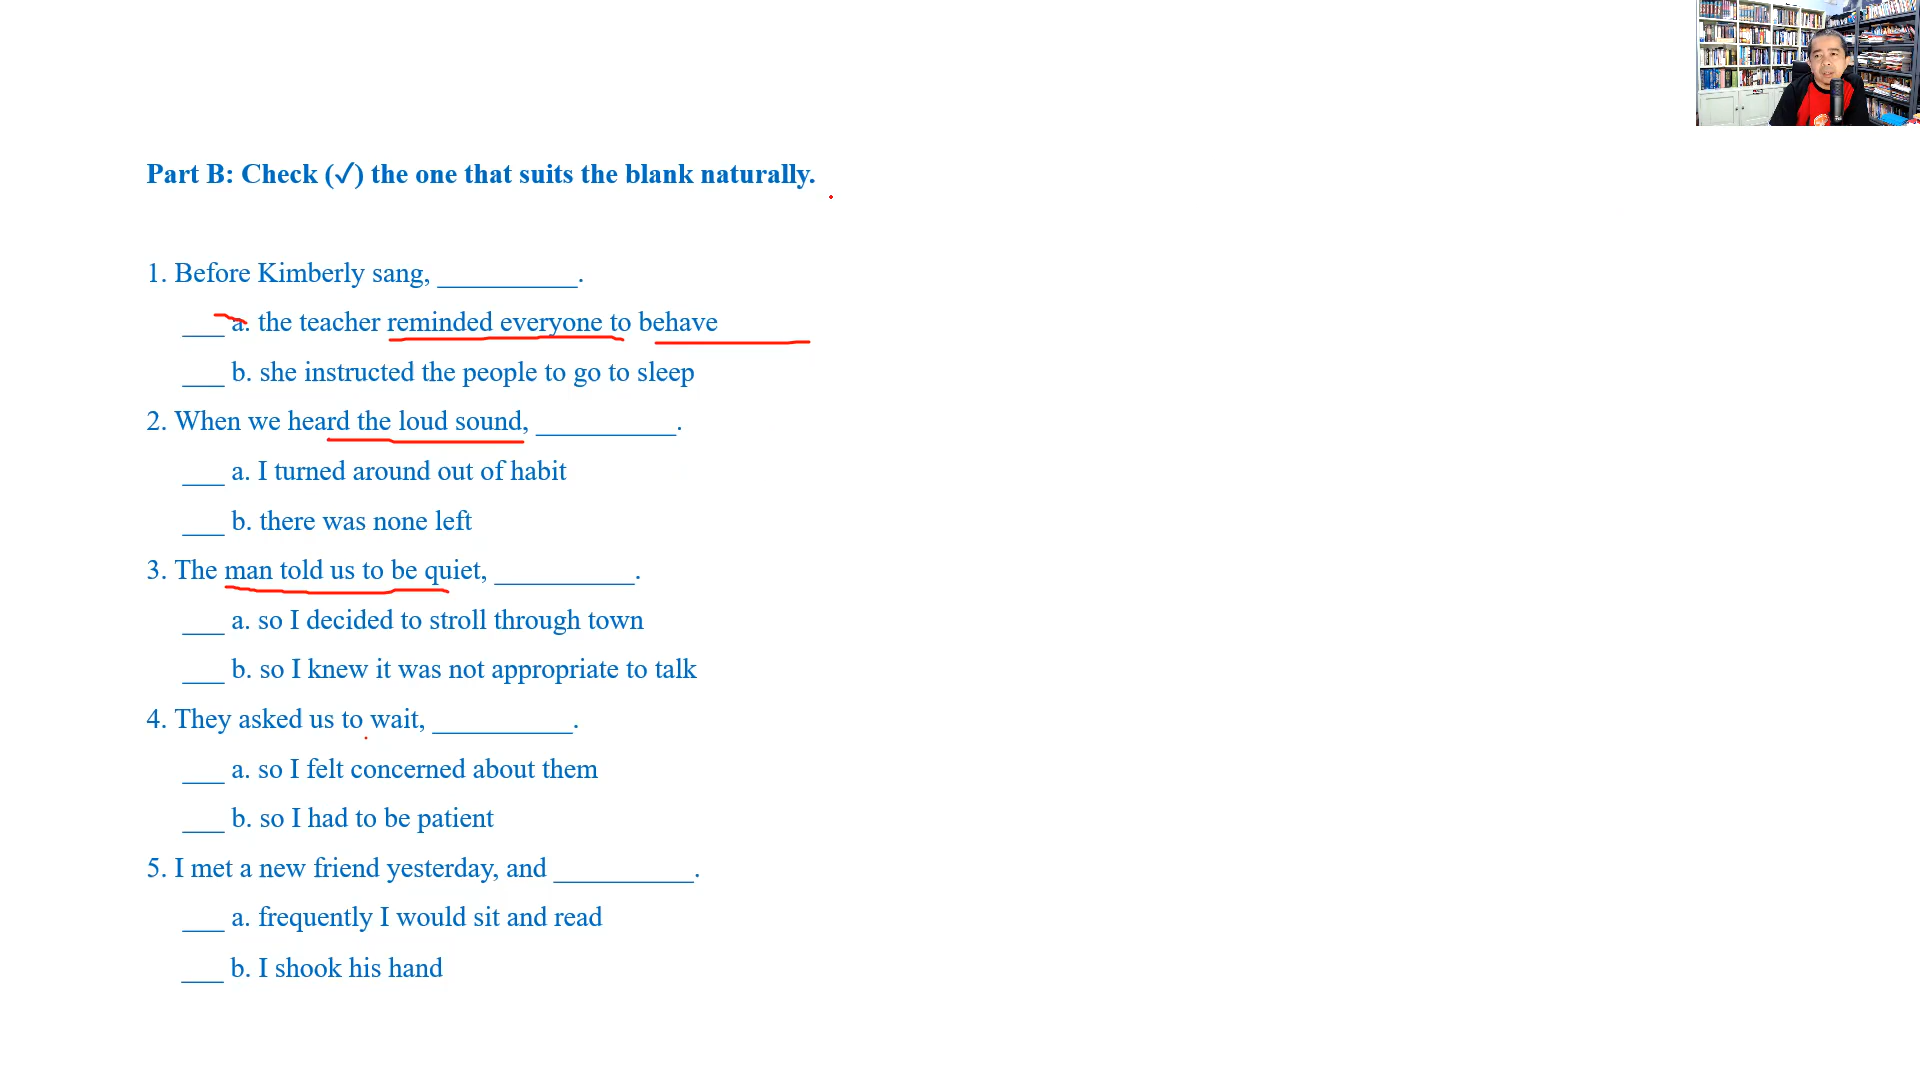 Part B: Check (✓) the one that suits the blank naturally.
1. Before Kimberly sang, __________.
___ a. the teacher reminded everyone to behave
___ b. she instructed the people to go to sleep
2. When we heard the loud sound, __________.
___ a. I turned around out of habit
___ b. there was none left
3. The man told us to be quiet, __________.
___ a. so I decided to stroll through town
___ b. so I knew it was not appropriate to talk
4. They asked us to wait, __________.
___ a. so I felt concerned about them
___ b. so I had to be patient
5. I met a new friend yesterday, and __________.
___ a. frequently I would sit and read
___ b. I shook his hand